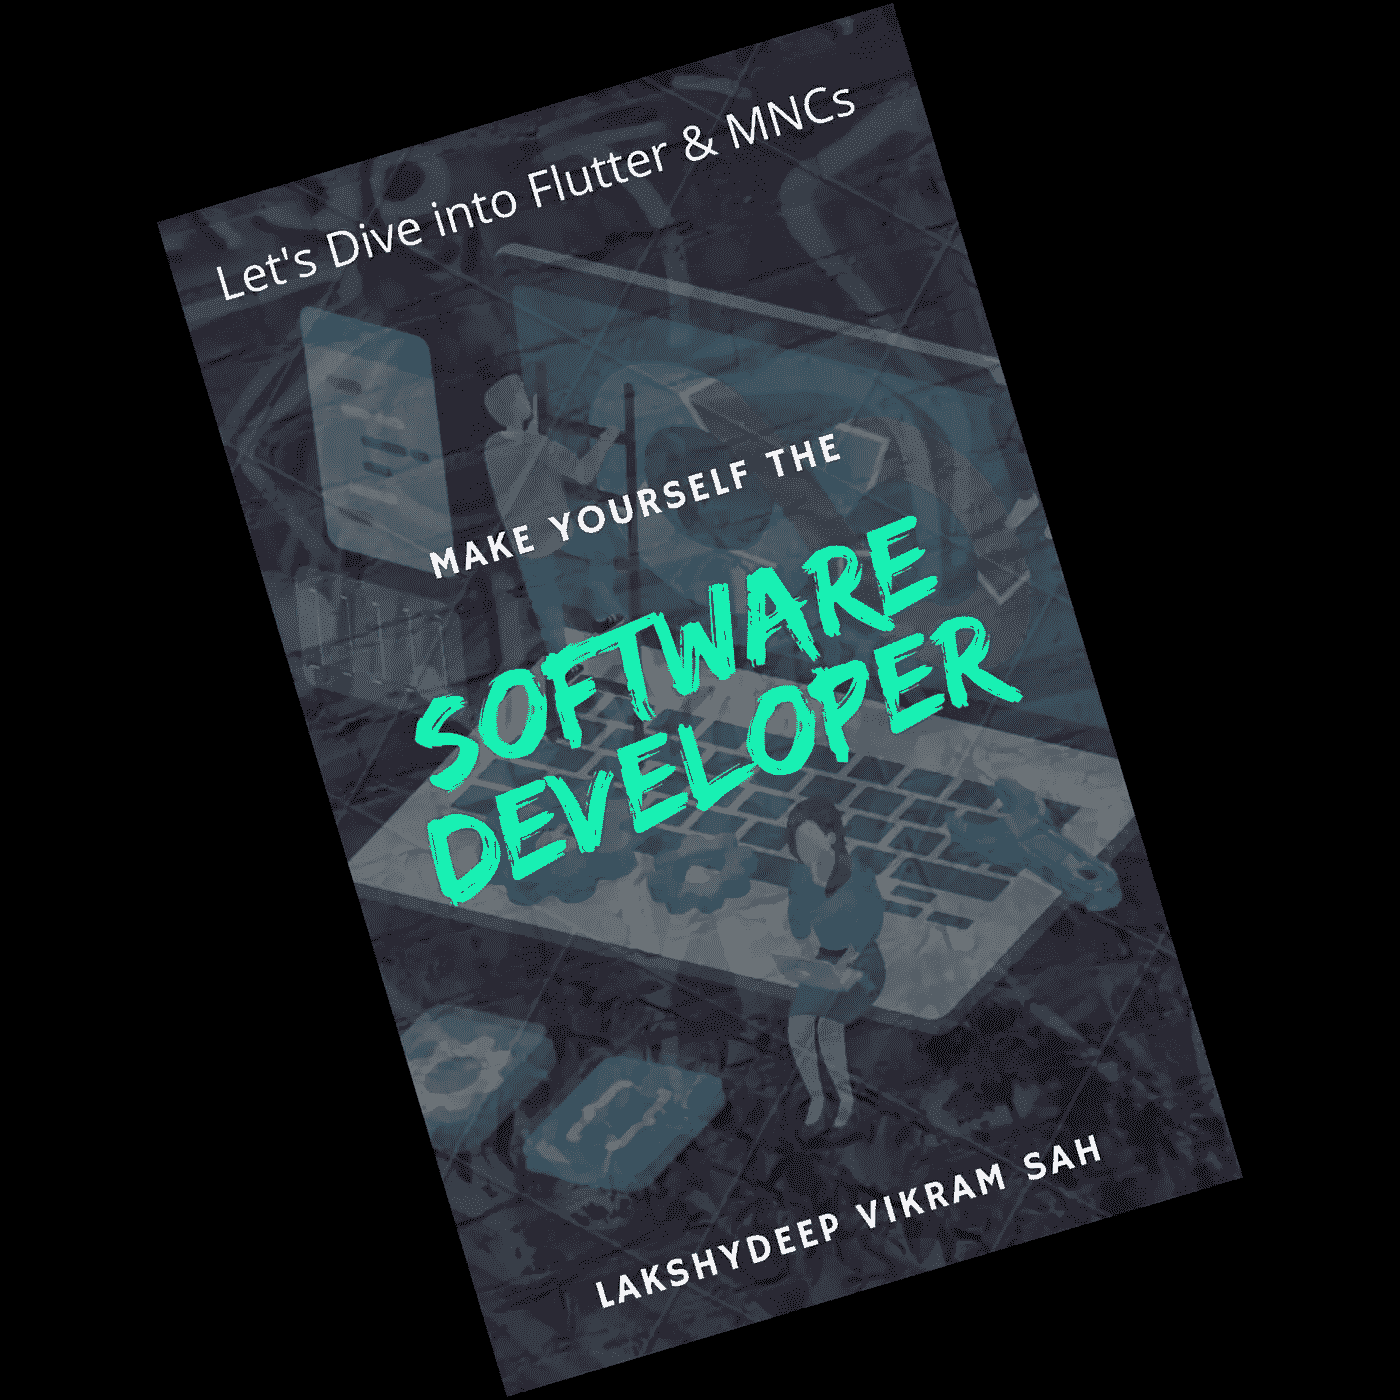 Let's Dive into Flutter & MNCs
MAKE YOURSELF THE
SOFTWARE
DEVELOPER
LAKSHYDEEP VIKRAM SAH